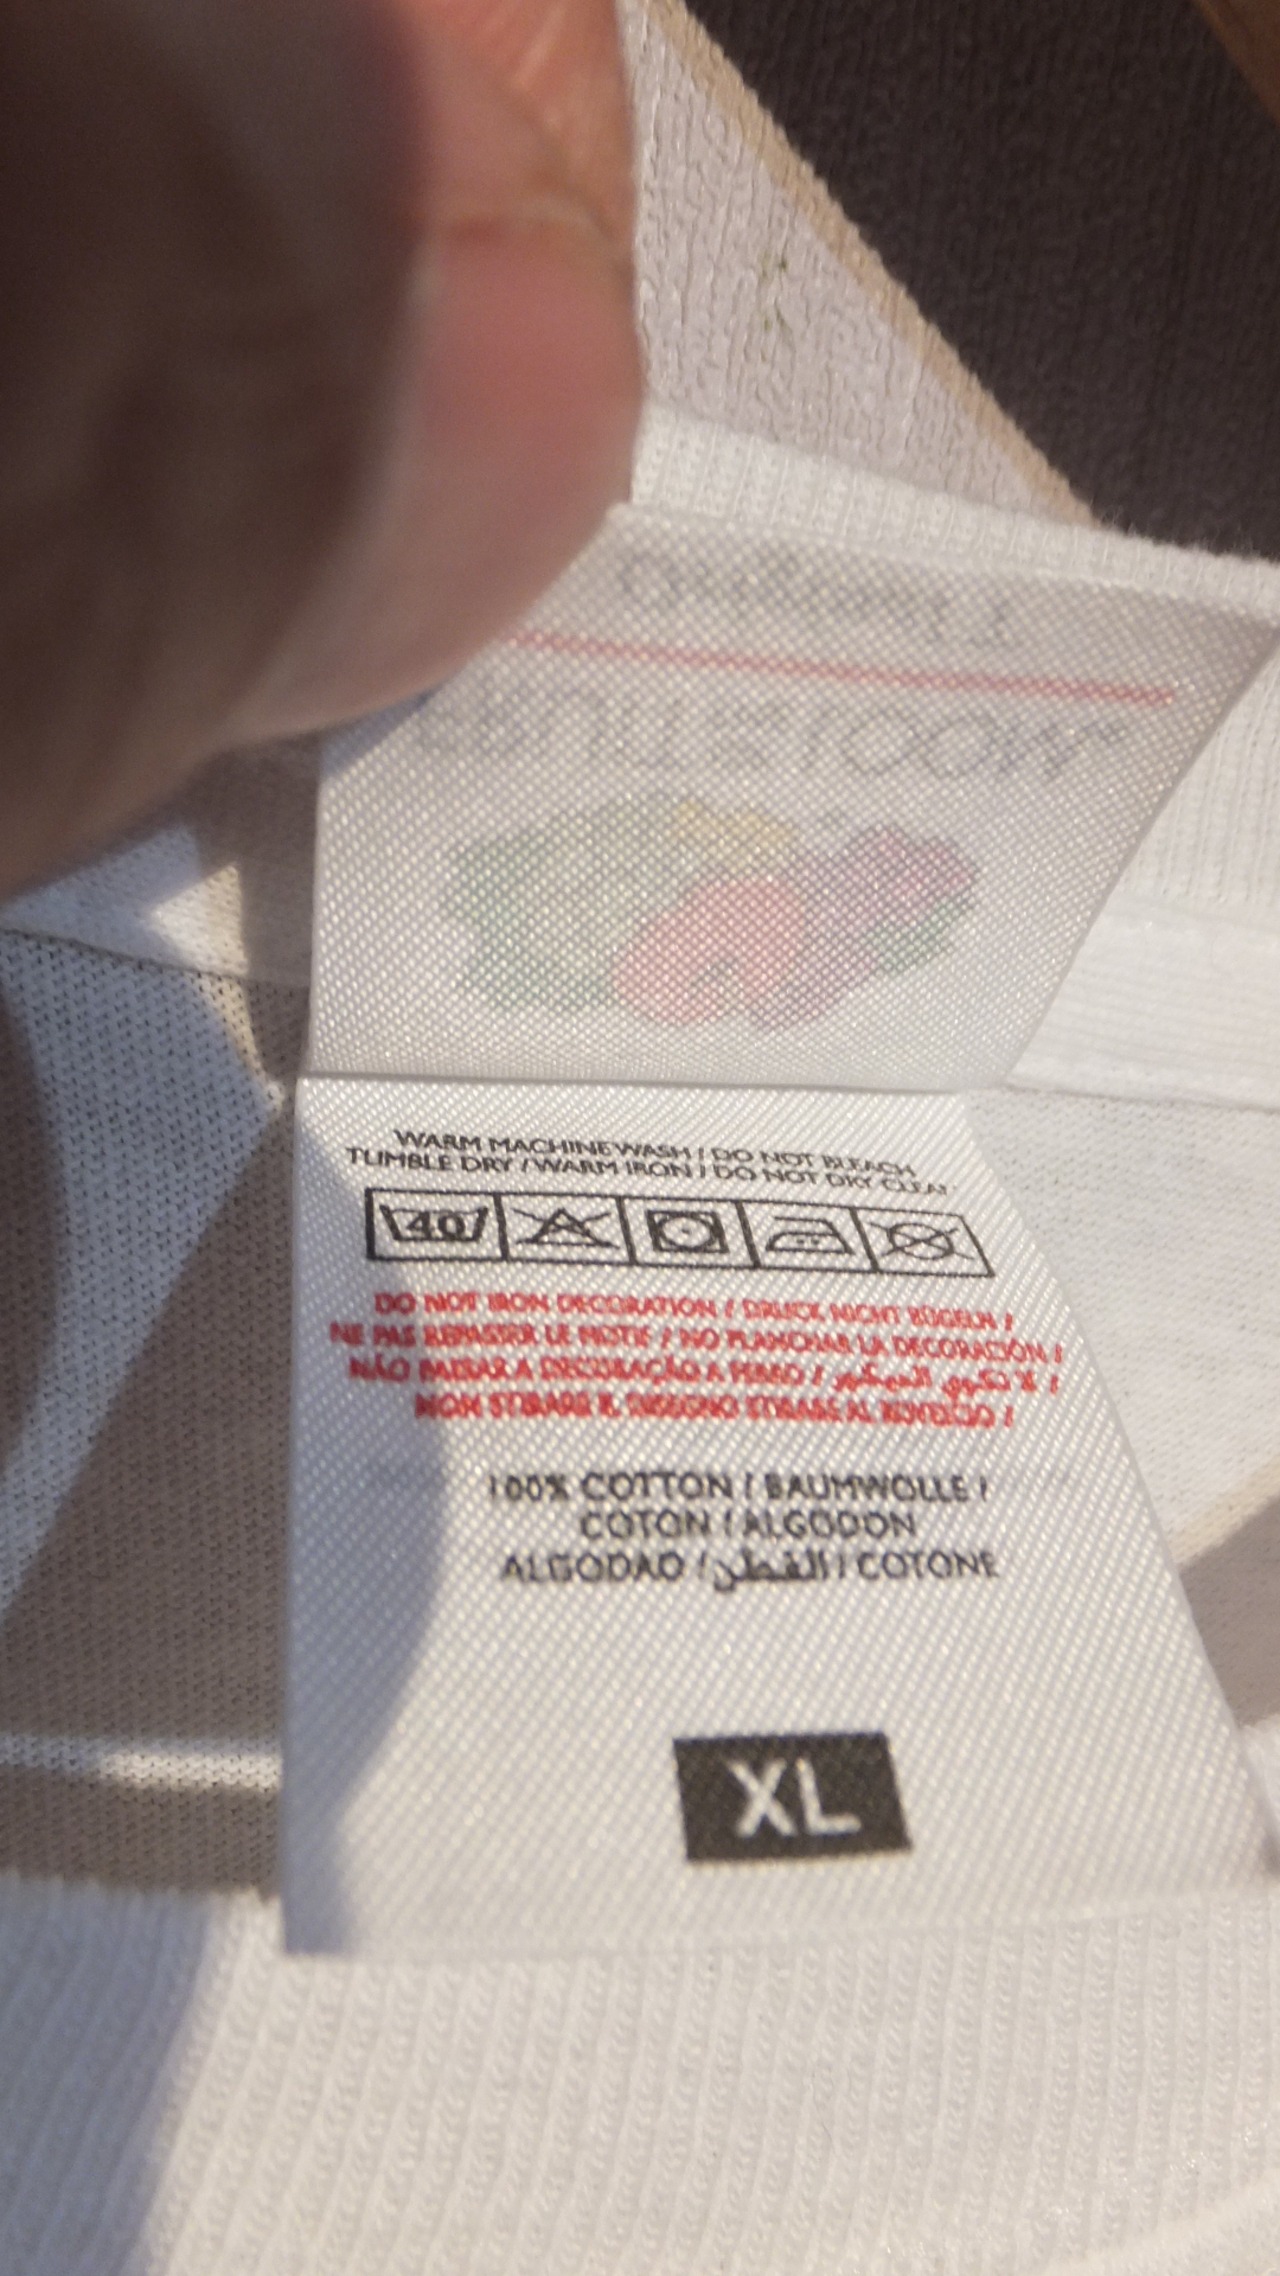 WARM MACHINE WASH / DO NOT BLEACH
TUMBLE DRY / WARM IRON / DO NOT DRY CLEAN
40
DO NOT IRON DECORATION / DRUCK NICHT BÜGELN /
NE PAS REPASSER LE MOTIF / NO PLANCHAR LA DECORACIÓN /
NÃO PASSAR A DECORAÇÃO A FERRO / لا تكوي الديكور /
NON STIRARE IL DISEGNO STIRARE AL ROVESCIO /
100% COTTON / BAUMWOLLE /
COTON / ALGODON
ALGODAO / القطن / COTONE
XL